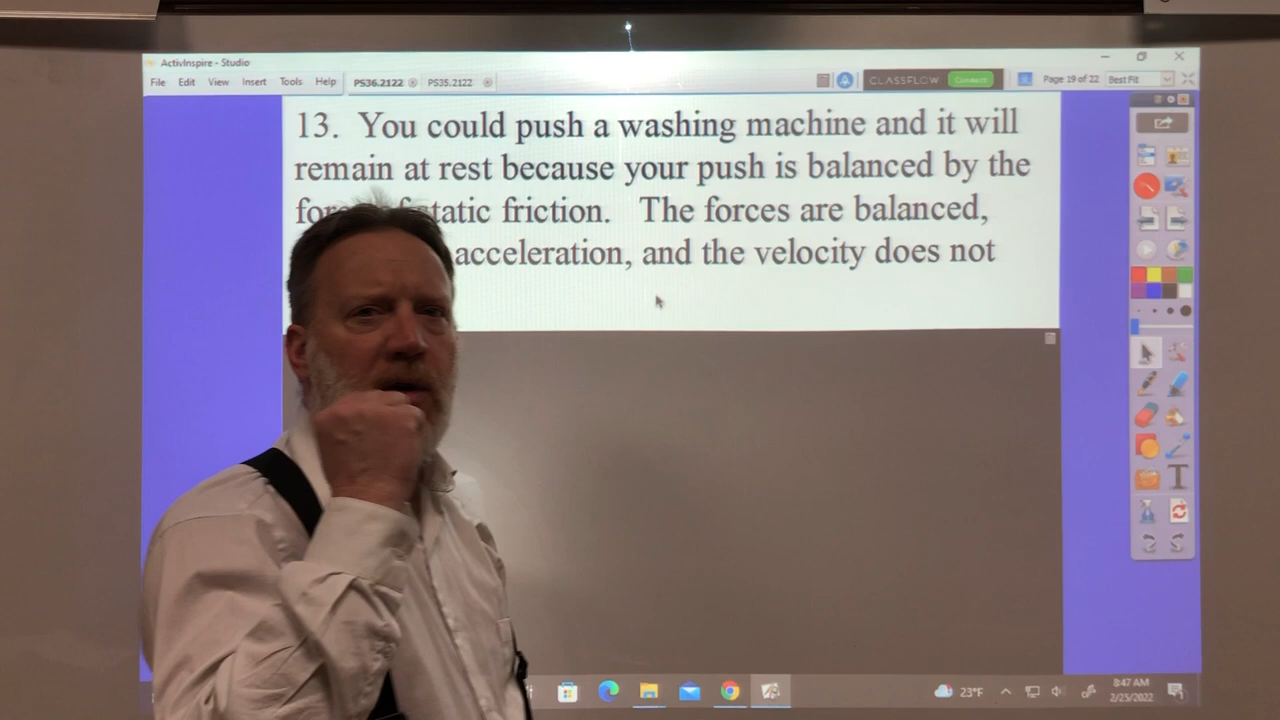 ActivInspire - Studio
File Edit View Insert Tools Help PS36.2122 PS35.2122 CLASSFLOW Connect Page 19 of 22 Best Fit
13. You could push a washing machine and it will
remain at rest because your push is balanced by the
static friction. The forces are balanced,
acceleration, and the velocity does not
T
23°F
8:47 AM
2/25/2022